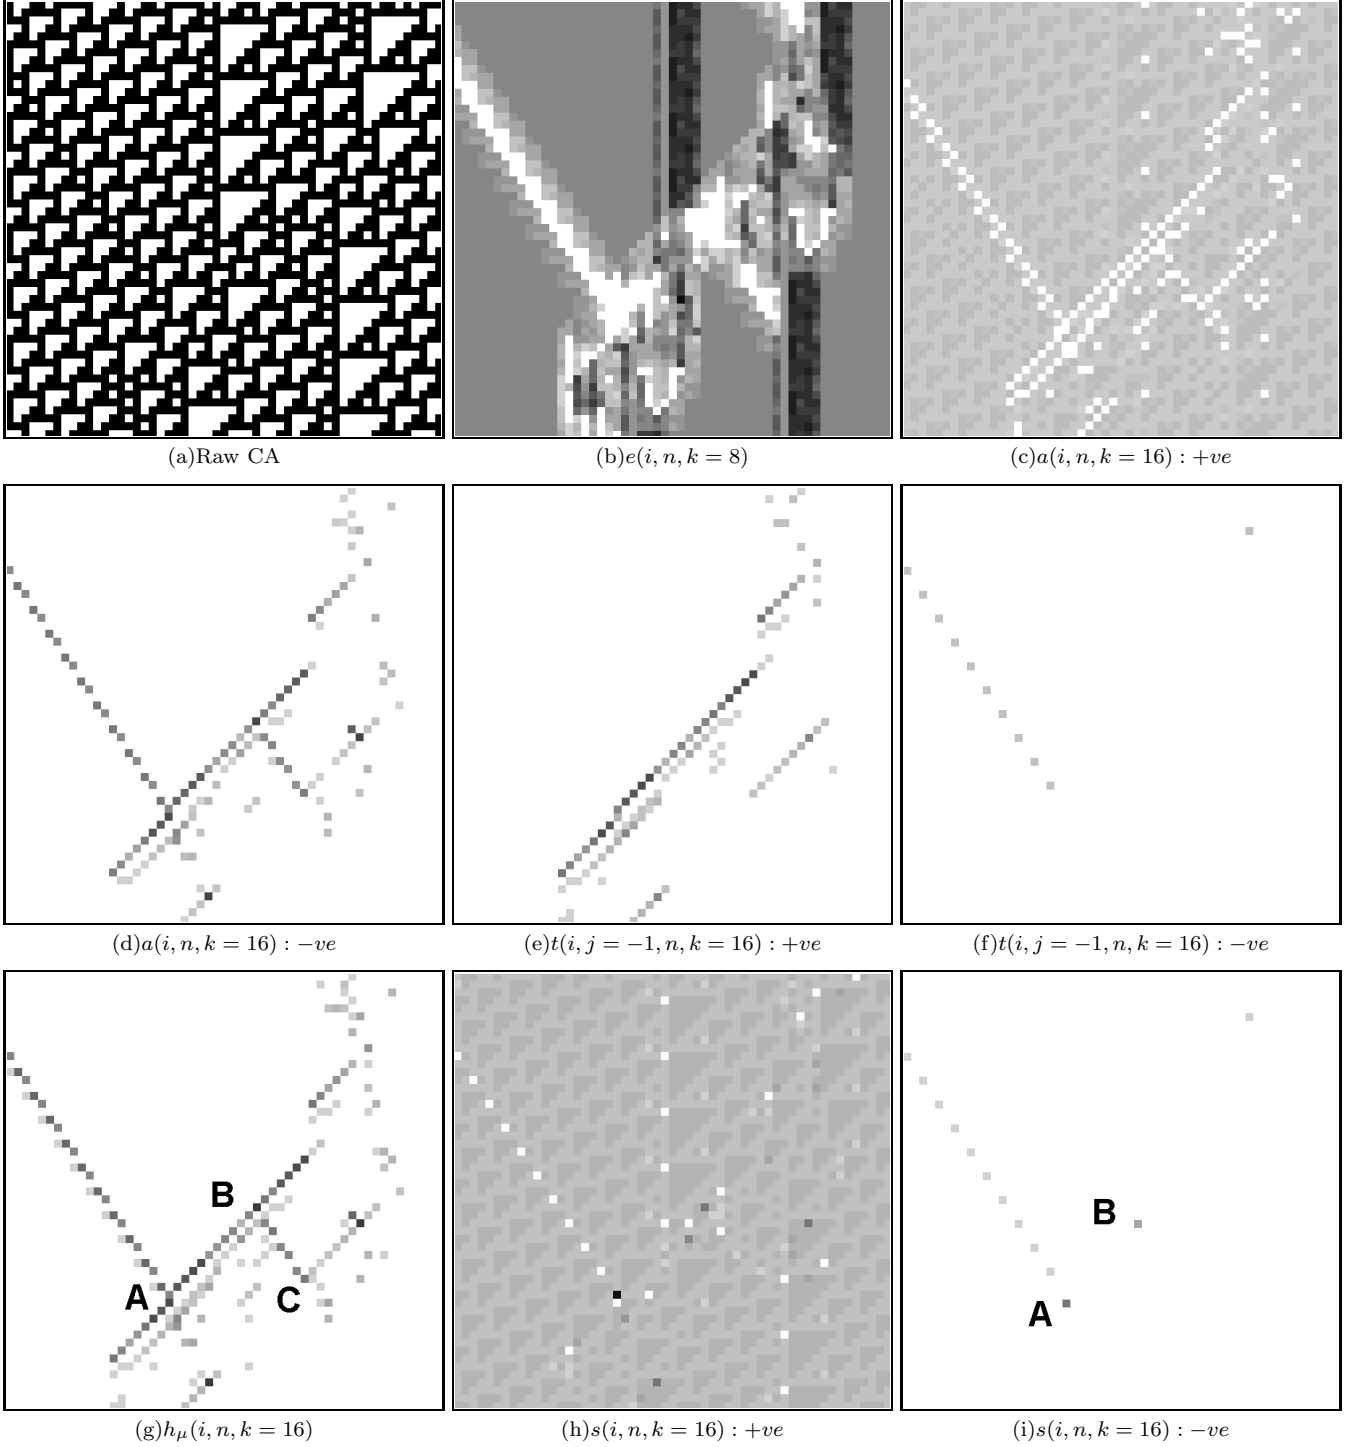 (a)Raw CA
(b)e(i, n, k = 8)
(c)a(i, n, k = 16) : +ve
(d)a(i, n, k = 16) : −ve
(e)t(i, j = −1, n, k = 16) : +ve
(f)t(i, j = −1, n, k = 16) : −ve
B
A
C
B
A
(g)hμ(i, n, k = 16)
(h)s(i, n, k = 16) : +ve
(i)s(i, n, k = 16) : −ve